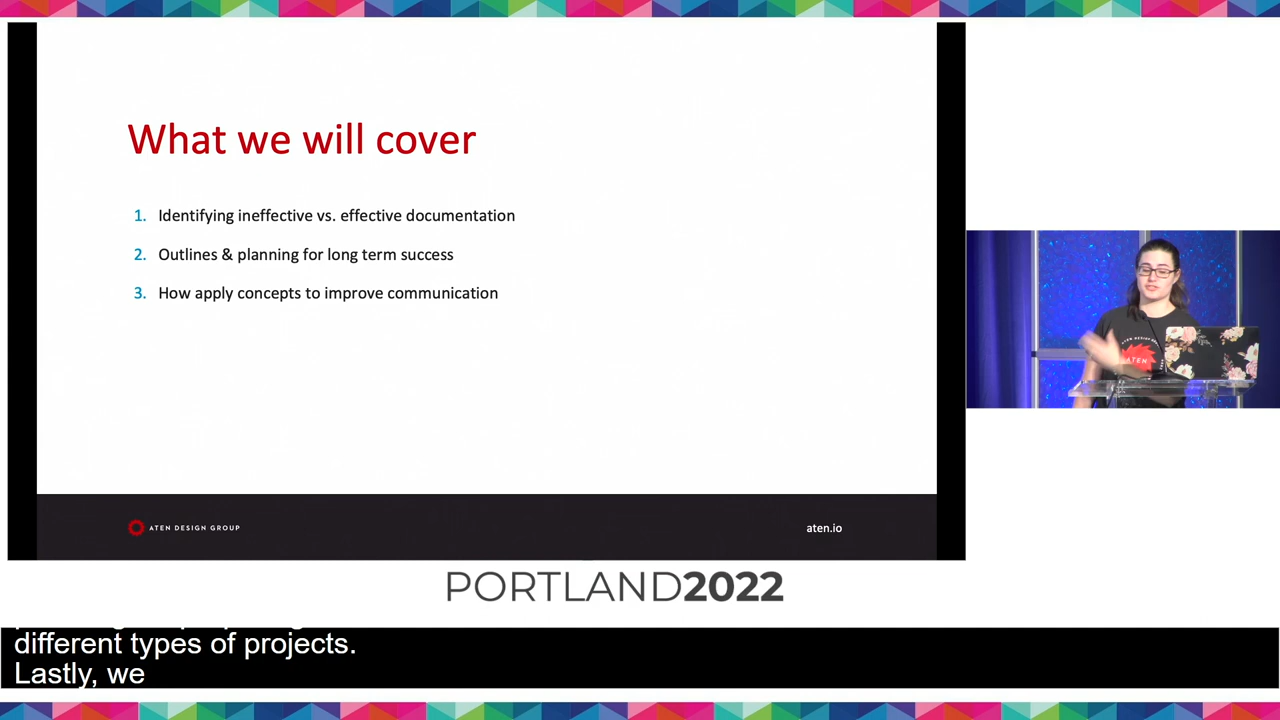 What we will cover
1. Identifying ineffective vs. effective documentation
2. Outlines & planning for long term success
3. How apply concepts to improve communication
ATEN DESIGN GROUP
aten.io
ATEN
PORTLAND2022
different types of projects.
Lastly, we